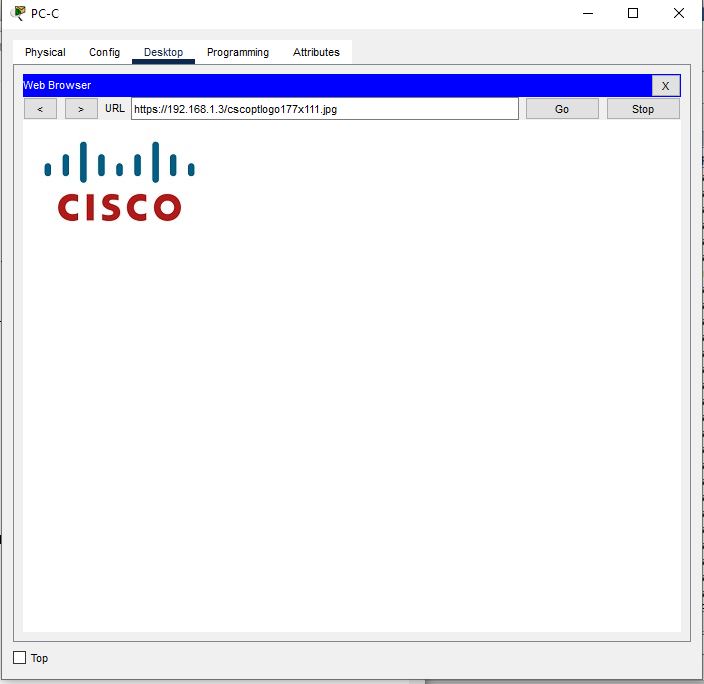 PC-C
Physical Config Desktop Programming Attributes
Web Browser X
< > URL https://192.168.1.3/cscoptlogo177x111.jpg Go Stop
CISCO
Top